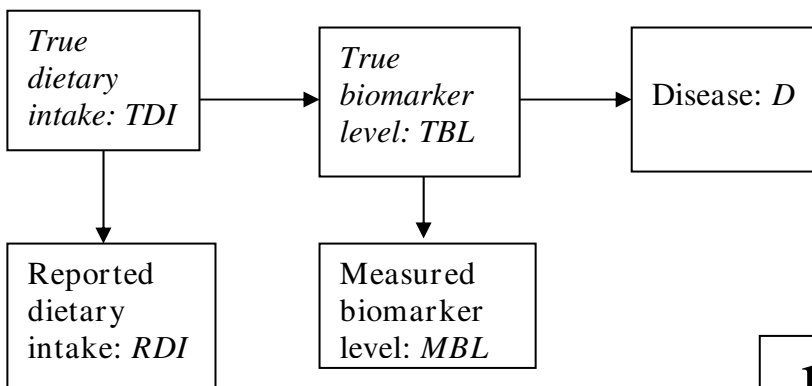 True
dietary
intake: TDI
True
biomarker
level: TBL
Disease: D
Reported
dietary
intake: RDI
Measured
biomarker
level: MBL